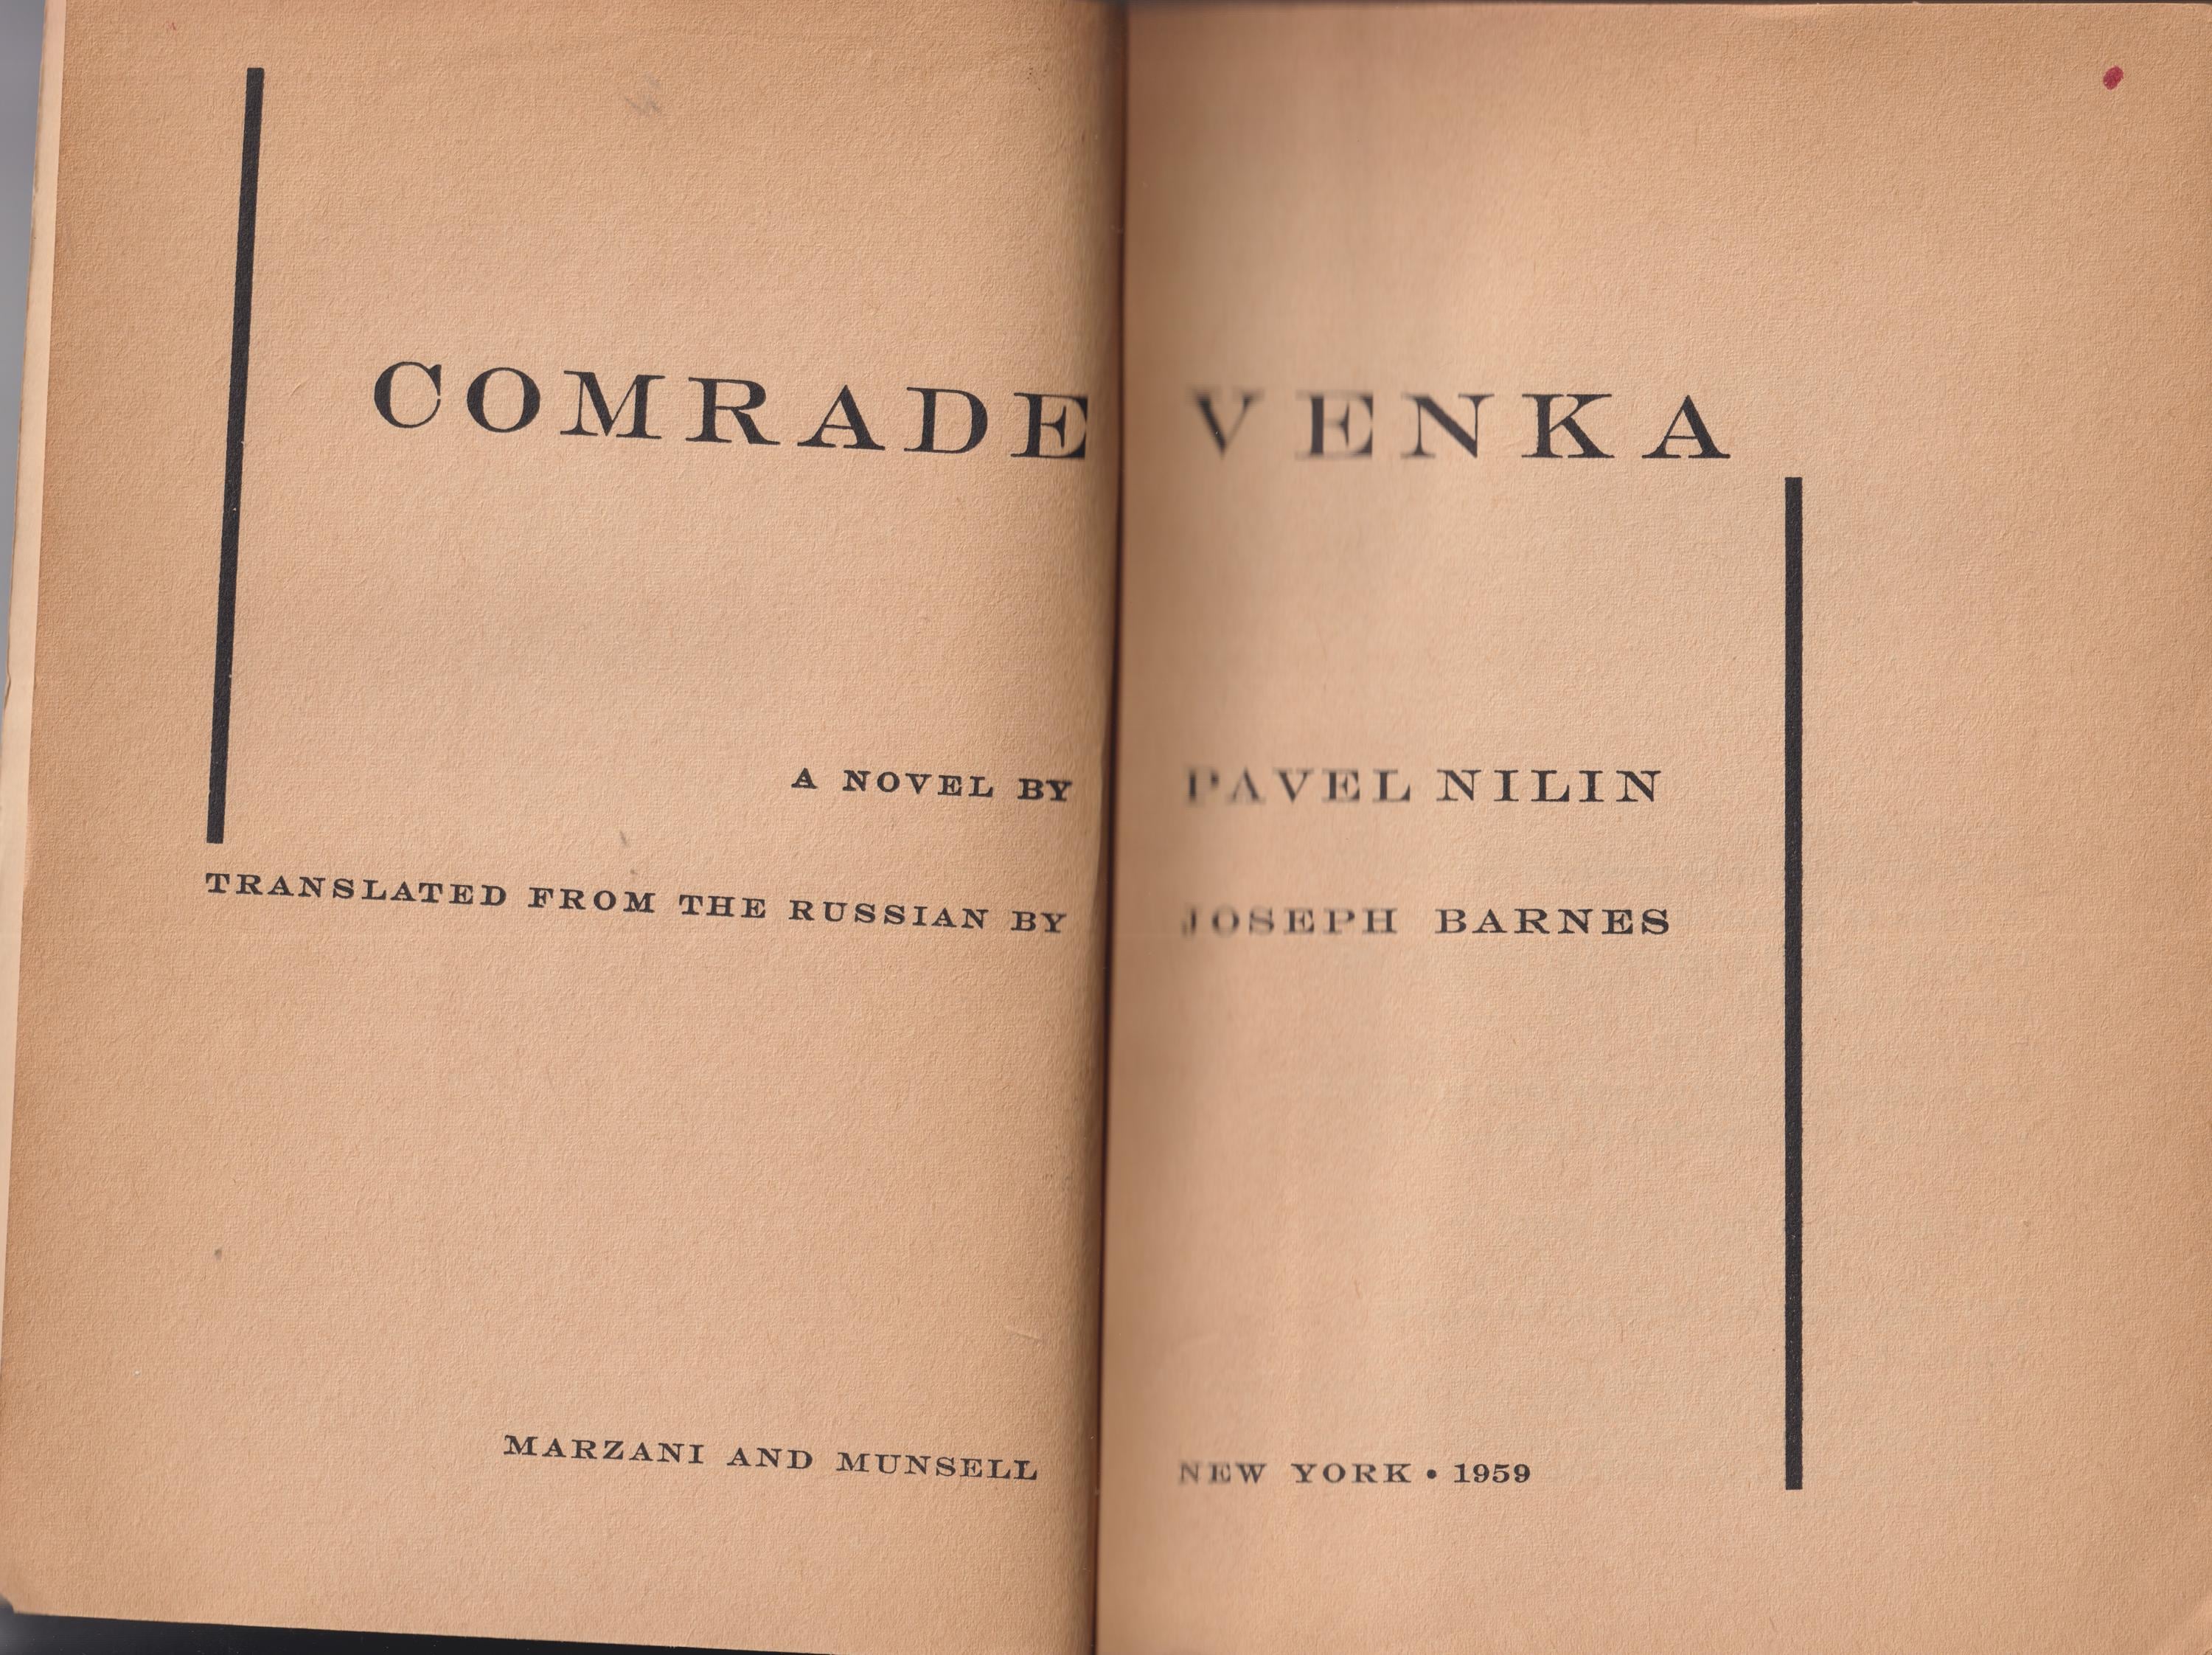 COMRADE VENKA
A NOVEL BY PAVEL NILIN
TRANSLATED FROM THE RUSSIAN BY JOSEPH BARNES
MARZANI AND MUNSELL NEW YORK • 1959